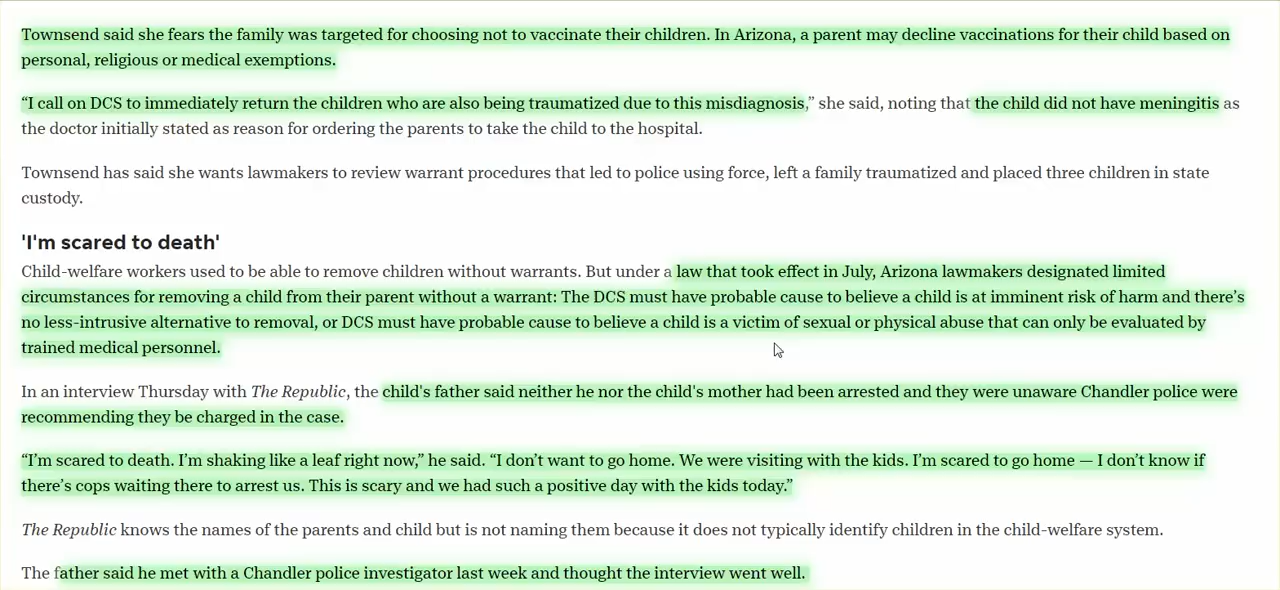 Townsend said she fears the family was targeted for choosing not to vaccinate their children. In Arizona, a parent may decline vaccinations for their child based on
personal, religious or medical exemptions.
“I call on DCS to immediately return the children who are also being traumatized due to this misdiagnosis,” she said, noting that the child did not have meningitis as
the doctor initially stated as reason for ordering the parents to take the child to the hospital.
Townsend has said she wants lawmakers to review warrant procedures that led to police using force, left a family traumatized and placed three children in state
custody.
'I'm scared to death'
Child-welfare workers used to be able to remove children without warrants. But under a law that took effect in July, Arizona lawmakers designated limited
circumstances for removing a child from their parent without a warrant: The DCS must have probable cause to believe a child is at imminent risk of harm and there’s
no less-intrusive alternative to removal, or DCS must have probable cause to believe a child is a victim of sexual or physical abuse that can only be evaluated by
trained medical personnel.
In an interview Thursday with The Republic, the child's father said neither he nor the child's mother had been arrested and they were unaware Chandler police were
recommending they be charged in the case.
“I’m scared to death. I’m shaking like a leaf right now,” he said. “I don’t want to go home. We were visiting with the kids. I’m scared to go home — I don’t know if
there’s cops waiting there to arrest us. This is scary and we had such a positive day with the kids today.”
The Republic knows the names of the parents and child but is not naming them because it does not typically identify children in the child-welfare system.
The father said he met with a Chandler police investigator last week and thought the interview went well.